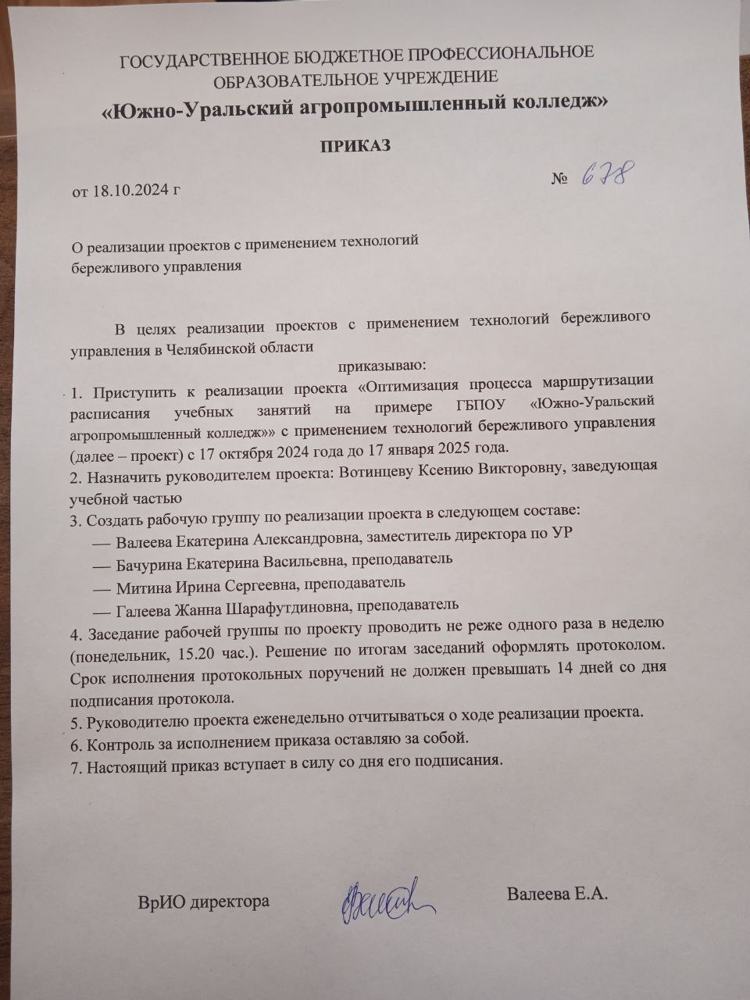 ГОСУДАРСТВЕННОЕ БЮДЖЕТНОЕ ПРОФЕССИОНАЛЬНОЕ
ОБРАЗОВАТЕЛЬНОЕ УЧРЕЖДЕНИЕ
«Южно-Уральский агропромышленный колледж»
ПРИКАЗ
от 18.10.2024 г
№ 678
О реализации проектов с применением технологий
бережливого управления
В целях реализации проектов с применением технологий бережливого
управления в Челябинской области
приказываю:
1. Приступить к реализации проекта «Оптимизация процесса маршрутизации
расписания учебных занятий на примере ГБПОУ «Южно-Уральский
агропромышленный колледж»» с применением технологий бережливого управления
(далее – проект) с 17 октября 2024 года до 17 января 2025 года.
2. Назначить руководителем проекта: Вотинцеву Ксению Викторовну, заведующая
учебной частью
3. Создать рабочую группу по реализации проекта в следующем составе:
— Валеева Екатерина Александровна, заместитель директора по УР
— Бачурина Екатерина Васильевна, преподаватель
— Митина Ирина Сергеевна, преподаватель
— Галеева Жанна Шарафутдиновна, преподаватель
4. Заседание рабочей группы по проекту проводить не реже одного раза в неделю
(понедельник, 15.20 час.). Решение по итогам заседаний оформлять протоколом.
Срок исполнения протокольных поручений не должен превышать 14 дней со дня
подписания протокола.
5. Руководителю проекта еженедельно отчитываться о ходе реализации проекта.
6. Контроль за исполнением приказа оставляю за собой.
7. Настоящий приказ вступает в силу со дня его подписания.
ВрИО директора
Валеева Е.А.